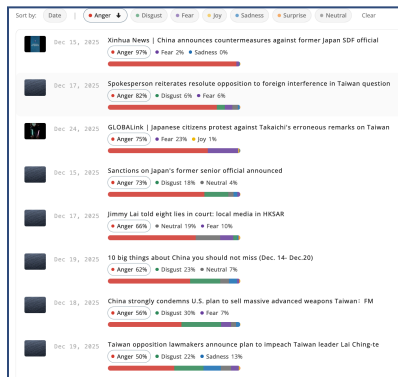 Sort by: Date | Anger ↓ Disgust Fear Joy Sadness Surprise Neutral Clear
Dec 15, 2025 Xinhua News | China announces countermeasures against former Japan SDF official
Anger 97% Fear 2% Sadness 0%
Dec 17, 2025 Spokesperson reiterates resolute opposition to foreign interference in Taiwan question
Anger 82% Disgust 6% Fear 6%
Dec 24, 2025 GLOBALink | Japanese citizens protest against Takaichi's erroneous remarks on Taiwan
Anger 75% Fear 23% Joy 1%
Dec 15, 2025 Sanctions on Japan's former senior official announced
Anger 73% Disgust 18% Neutral 4%
Dec 17, 2025 Jimmy Lai told eight lies in court: local media in HKSAR
Anger 66% Neutral 19% Fear 10%
Dec 19, 2025 10 big things about China you should not miss (Dec. 14- Dec.20)
Anger 62% Disgust 23% Neutral 7%
Dec 18, 2025 China strongly condemns U.S. plan to sell massive advanced weapons Taiwan: FM
Anger 56% Disgust 30% Fear 7%
Dec 19, 2025 Taiwan opposition lawmakers announce plan to impeach Taiwan leader Lai Ching-te
Anger 50% Disgust 22% Sadness 13%